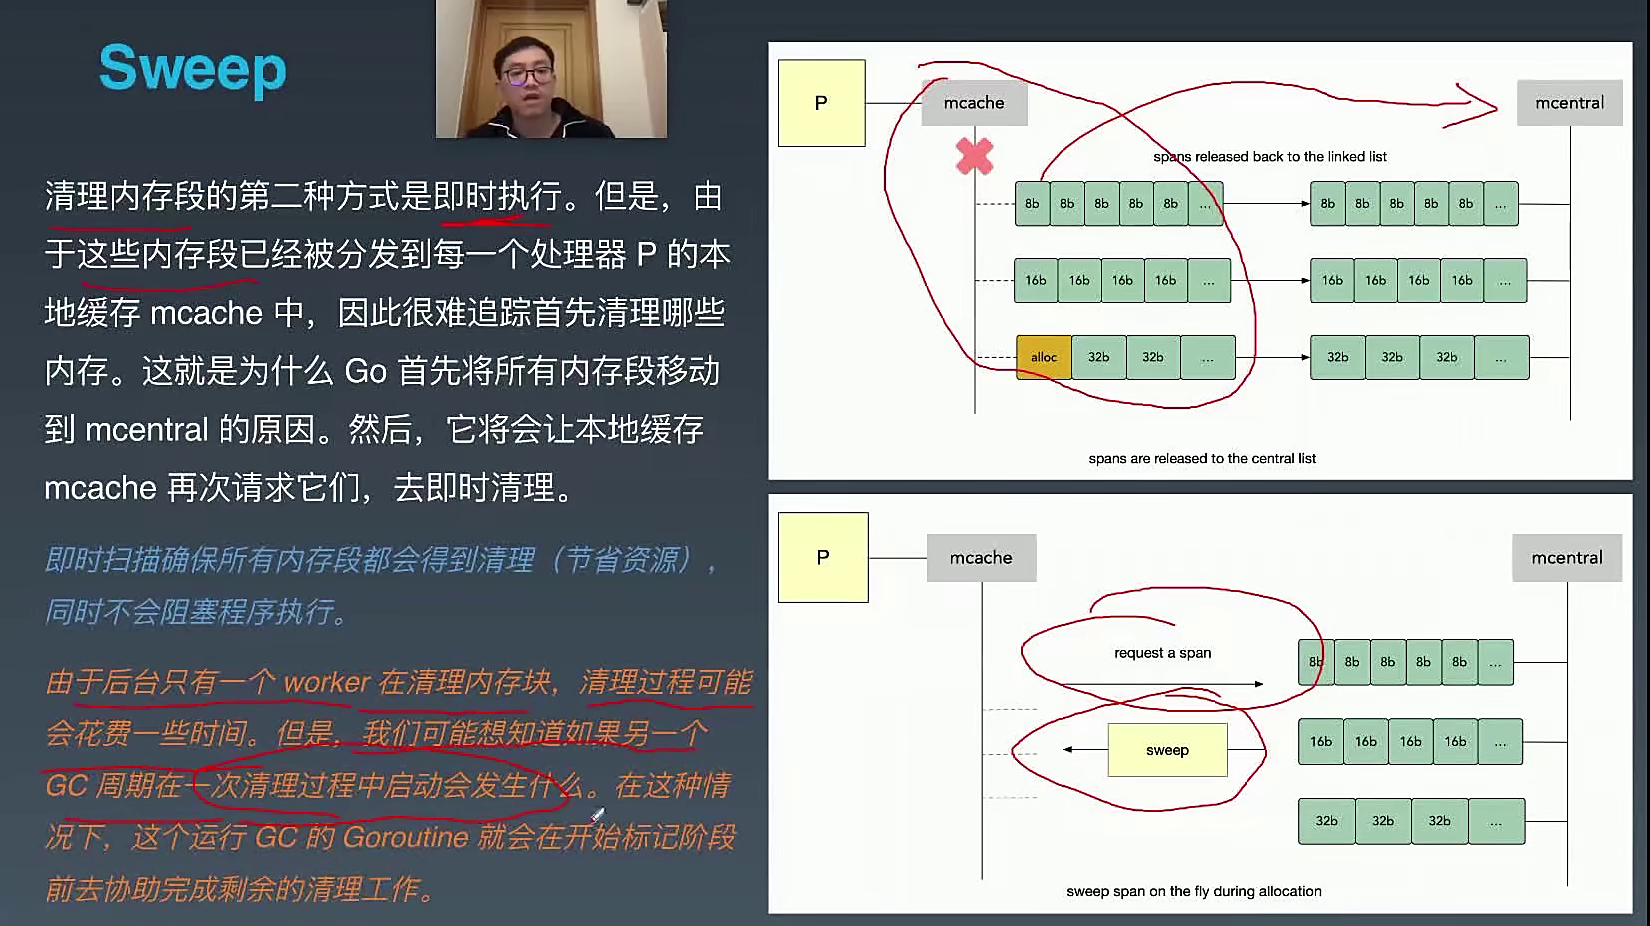 Sweep
清理内存段的第二种方式是即时执行。但是，由
于这些内存段已经被分发到每一个处理器 P 的本
地缓存 mcache 中，因此很难追踪首先清理哪些
内存。这就是为什么 Go 首先将所有内存段移动
到 mcentral 的原因。然后，它将会让本地缓存
mcache 再次请求它们，去即时清理。
即时扫描确保所有内存段都会得到清理（节省资源），
同时不会阻塞程序执行。
由于后台只有一个 worker 在清理内存块，清理过程可能
会花费一些时间。但是，我们可能想知道如果另一个
GC 周期在一次清理过程中启动会发生什么。在这种情
况下，这个运行 GC 的 Goroutine 就会在开始标记阶段
前去协助完成剩余的清理工作。
P mcache mcentral
spans released back to the linked list
8b 8b 8b 8b 8b ... 8b 8b 8b 8b 8b ...
16b 16b 16b 16b ... 16b 16b 16b 16b ...
alloc 32b 32b ... 32b 32b 32b ...
spans are released to the central list
P mcache mcentral
request a span 8b 8b 8b 8b 8b ...
sweep 16b 16b 16b 16b ...
32b 32b 32b ...
sweep span on the fly during allocation